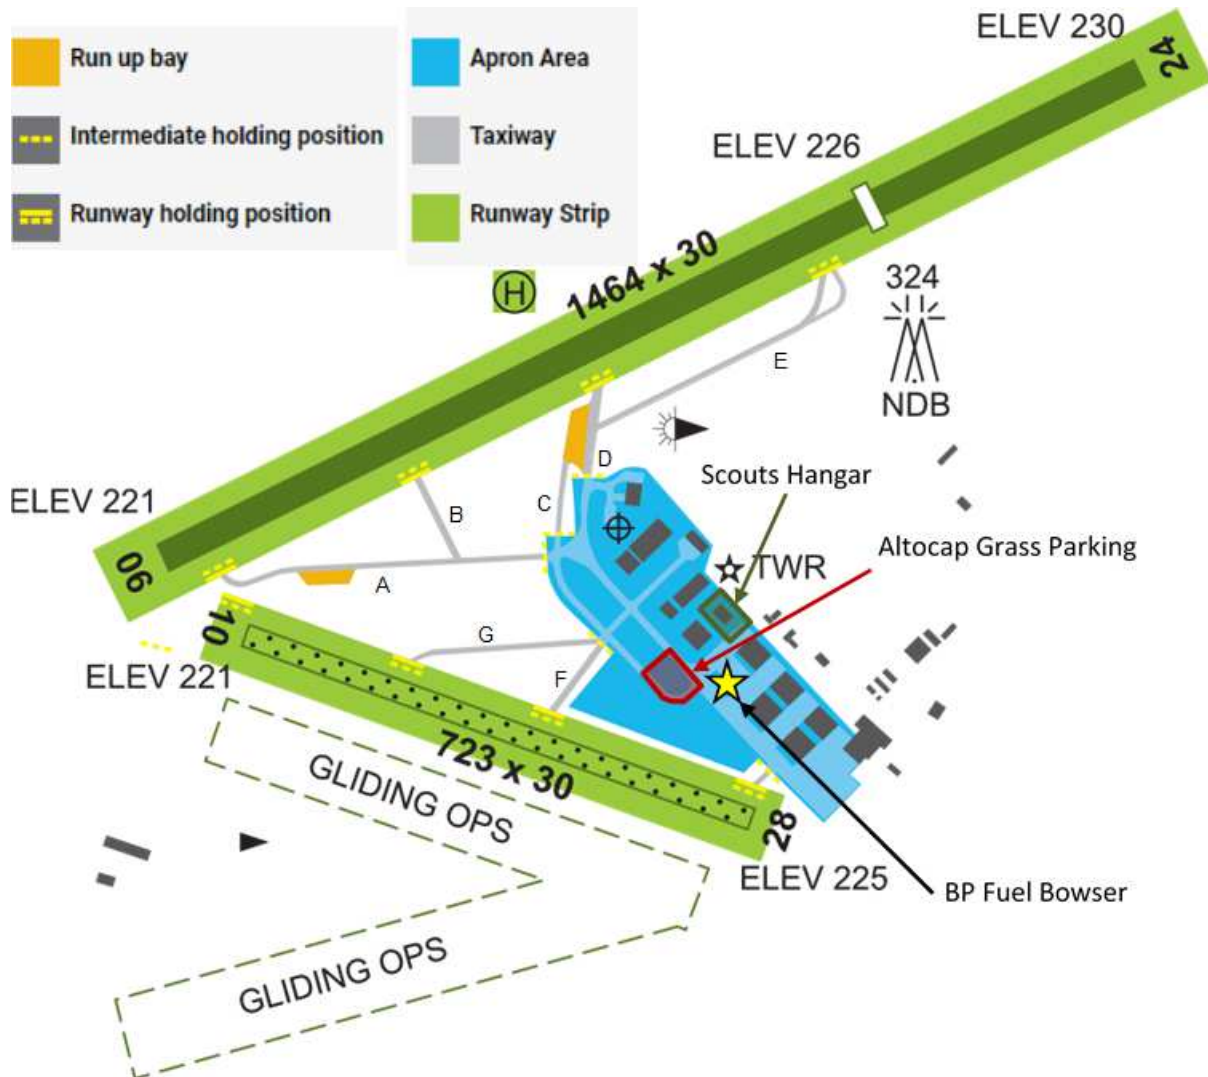 Run up bay
Intermediate holding position
Runway holding position
Apron Area
Taxiway
Runway Strip
ELEV 230
24
ELEV 226
1464 x 30
H
324
NDB
E
D
C
B
A
G
F
Scouts Hangar
Altocap Grass Parking
TWR
ELEV 221
06
10
ELEV 221
723 x 30
28
ELEV 225
BP Fuel Bowser
GLIDING OPS
GLIDING OPS